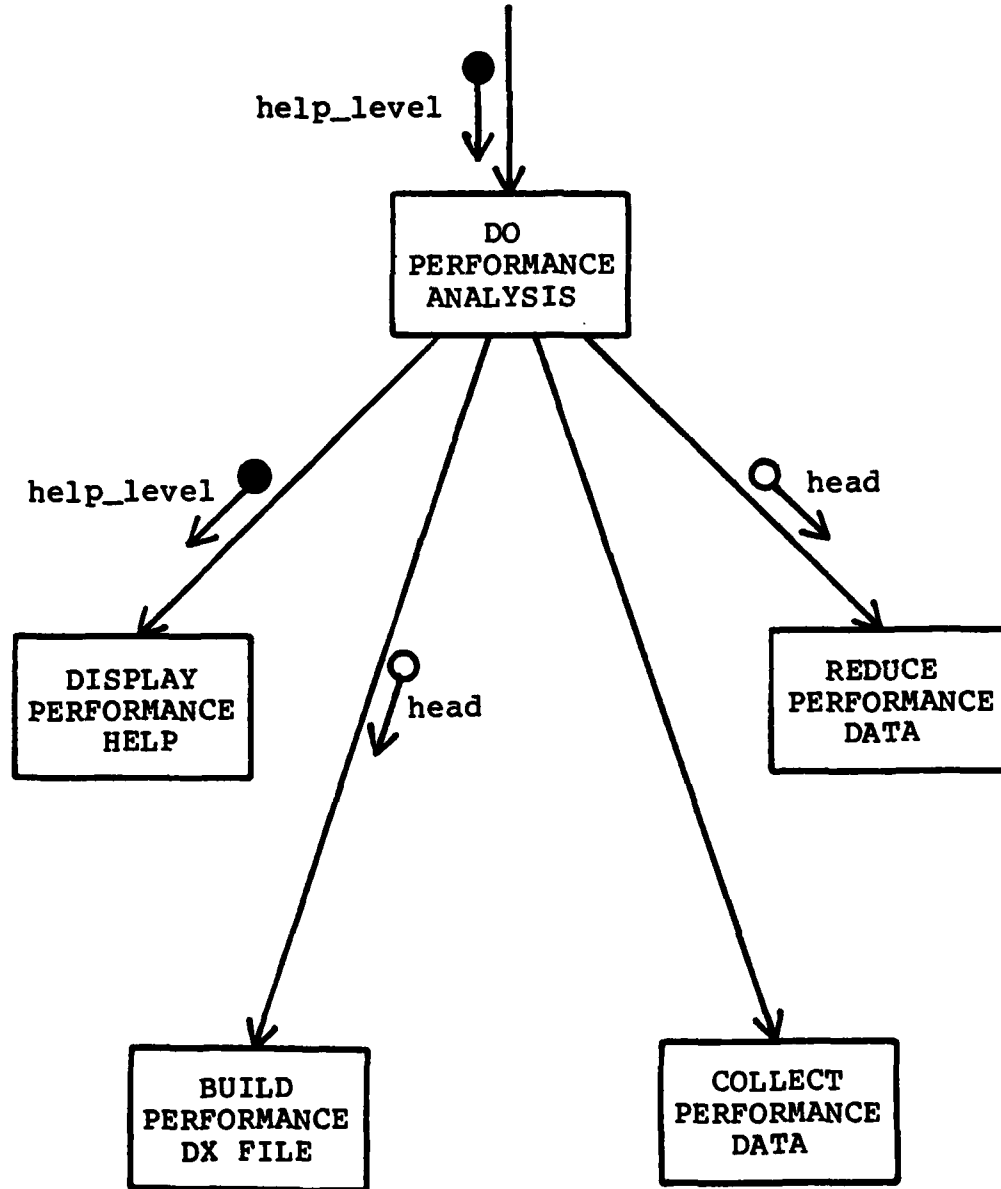 help_level
DO
PERFORMANCE
ANALYSIS
help_level
head
DISPLAY
PERFORMANCE
HELP
head
REDUCE
PERFORMANCE
DATA
BUILD
PERFORMANCE
DX FILE
COLLECT
PERFORMANCE
DATA